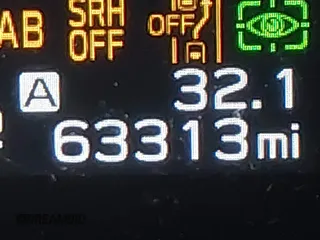 AB SRH OFF
OFF
A 32.1
63313 mi